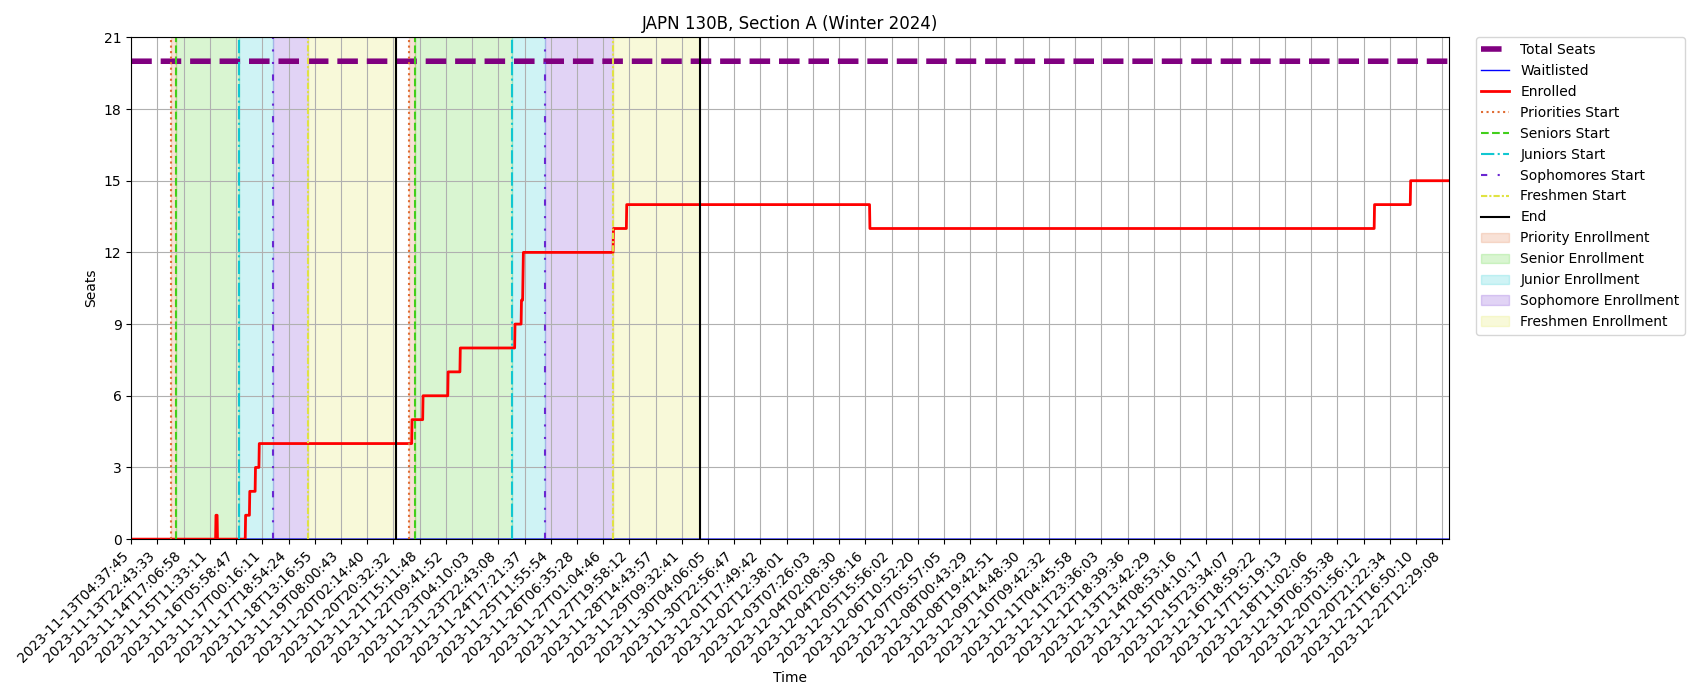 JAPN 130B, Section A (Winter 2024)
21
18
15
12
9
6
3
0
Seats
2023-11-13T04:37:45
2023-11-13T22:43:33
2023-11-14T17:06:58
2023-11-15T11:33:11
2023-11-16T05:58:47
2023-11-17T00:16:11
2023-11-17T18:54:24
2023-11-18T13:16:55
2023-11-19T08:00:43
2023-11-20T02:14:40
2023-11-20T20:32:32
2023-11-21T15:11:48
2023-11-22T09:41:52
2023-11-23T04:10:03
2023-11-23T22:43:08
2023-11-24T17:21:37
2023-11-25T11:55:54
2023-11-26T06:35:28
2023-11-27T01:04:46
2023-11-27T19:58:12
2023-11-28T14:43:57
2023-11-29T09:32:41
2023-11-30T04:06:05
2023-11-30T22:56:47
2023-12-01T17:49:42
2023-12-02T12:38:01
2023-12-03T07:26:03
2023-12-04T02:08:30
2023-12-04T20:58:16
2023-12-05T15:56:02
2023-12-06T10:52:20
2023-12-07T05:57:05
2023-12-08T00:43:29
2023-12-08T19:42:51
2023-12-09T14:48:30
2023-12-10T09:42:32
2023-12-11T04:45:58
2023-12-11T23:36:03
2023-12-12T18:39:36
2023-12-13T13:42:29
2023-12-14T08:53:16
2023-12-15T04:10:17
2023-12-15T23:34:07
2023-12-16T18:59:22
2023-12-17T15:19:13
2023-12-18T11:02:06
2023-12-19T06:35:38
2023-12-20T01:56:12
2023-12-20T21:22:34
2023-12-21T16:50:10
2023-12-22T12:29:08
Time
Total Seats
Waitlisted
Enrolled
Priorities Start
Seniors Start
Juniors Start
Sophomores Start
Freshmen Start
End
Priority Enrollment
Senior Enrollment
Junior Enrollment
Sophomore Enrollment
Freshmen Enrollment